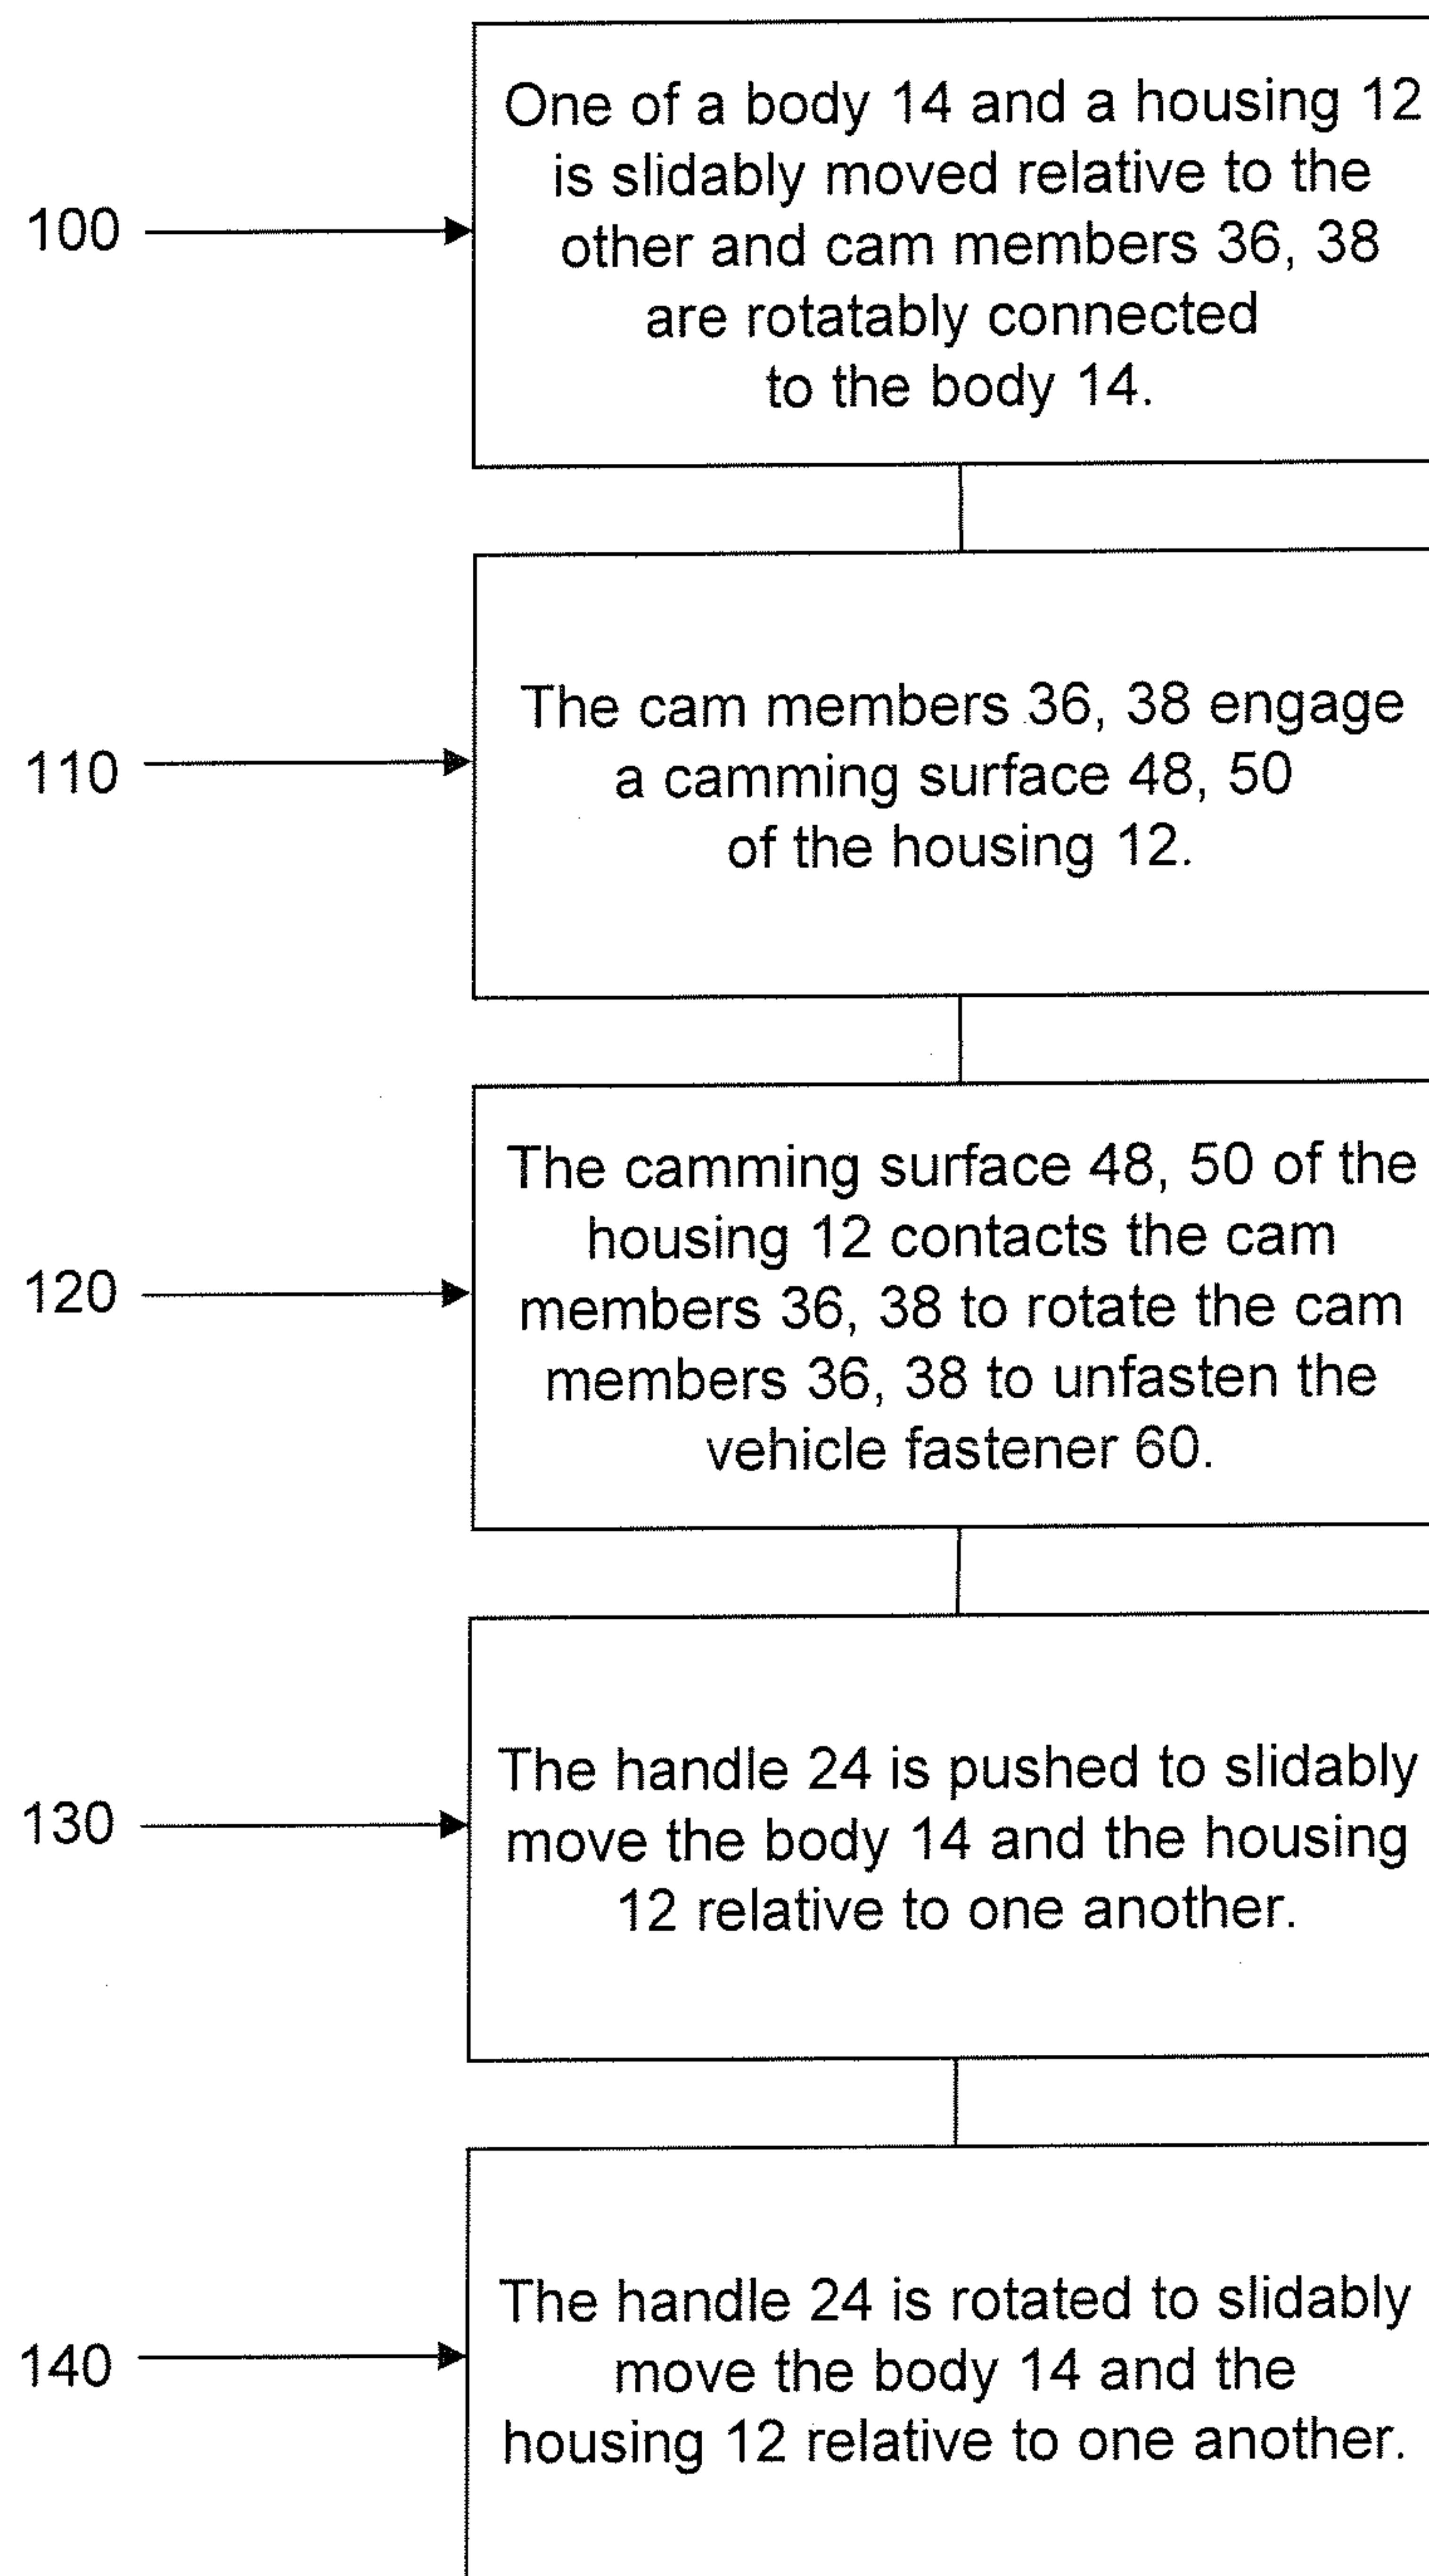 One of a body 14 and a housing 12
is slidably moved relative to the
other and cam members 36, 38
are rotatably connected
to the body 14.
100
The cam members 36, 38 engage
a camming surface 48, 50
of the housing 12.
110
The camming surface 48, 50 of the
housing 12 contacts the cam
members 36, 38 to rotate the cam
members 36, 38 to unfasten the
vehicle fastener 60.
120
The handle 24 is pushed to slidably
move the body 14 and the housing
12 relative to one another.
130
The handle 24 is rotated to slidably
move the body 14 and the
housing 12 relative to one another.
140